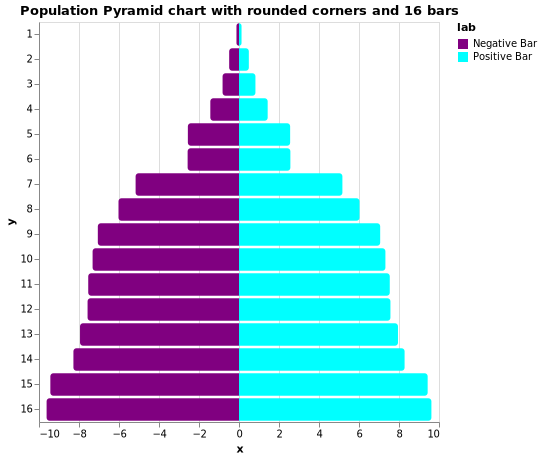 Population Pyramid chart with rounded corners and 16 bars
lab
Negative Bar
Positive Bar
y
1
2
3
4
5
6
7
8
9
10
11
12
13
14
15
16
−10 −8 −6 −4 −2 0 2 4 6 8 10
x